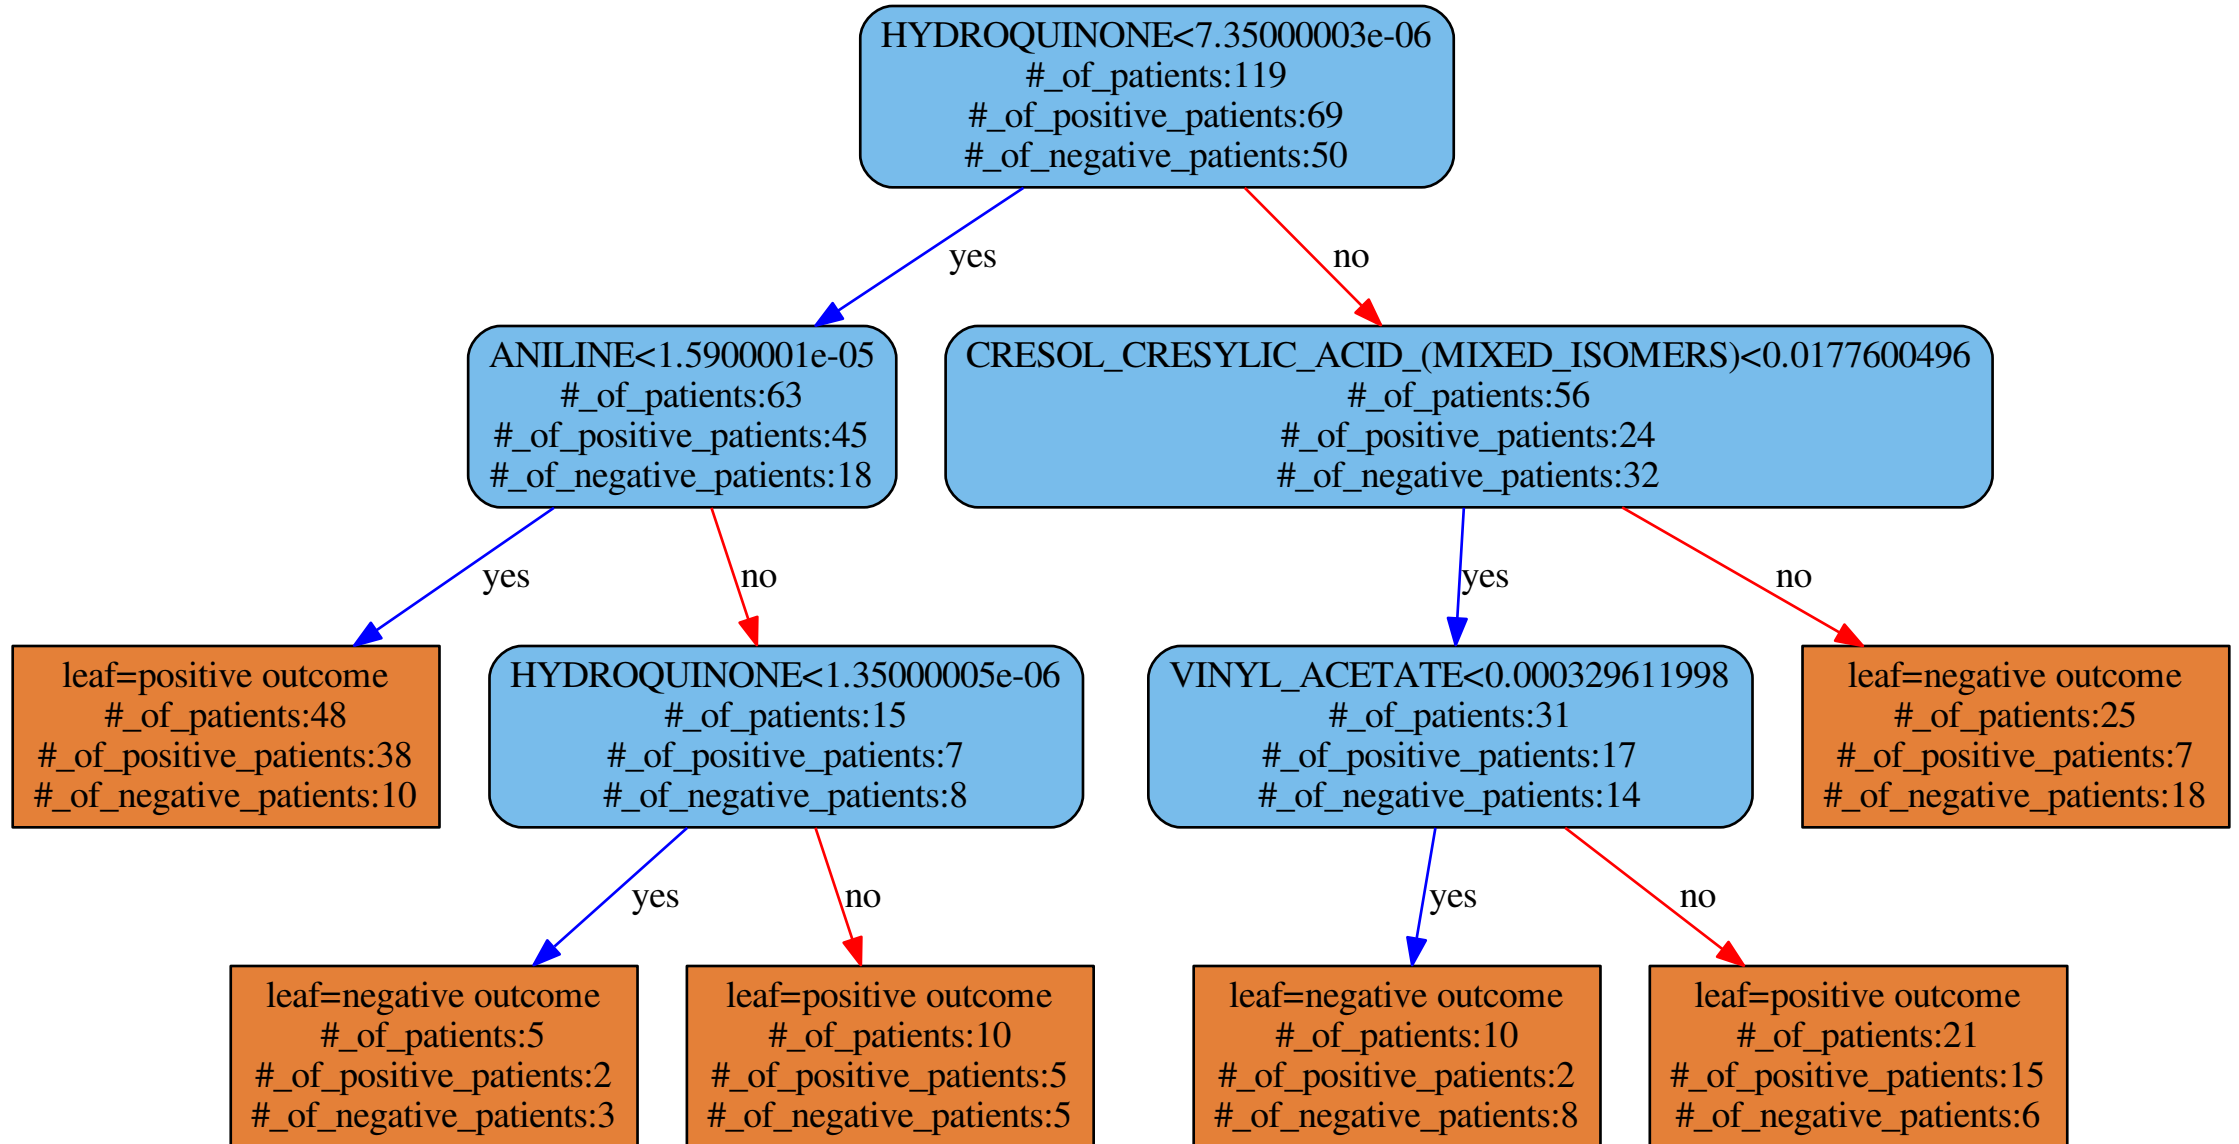 HYDROQUINONE<7.35000003e-06
#_of_patients:119
#_of_positive_patients:69
#_of_negative_patients:50
yes
no
ANILINE<1.5900001e-05
#_of_patients:63
#_of_positive_patients:45
#_of_negative_patients:18
CRESOL_CRESYLIC_ACID_(MIXED_ISOMERS)<0.0177600496
#_of_patients:56
#_of_positive_patients:24
#_of_negative_patients:32
yes
no
yes
no
leaf=positive outcome
#_of_patients:48
#_of_positive_patients:38
#_of_negative_patients:10
HYDROQUINONE<1.35000005e-06
#_of_patients:15
#_of_positive_patients:7
#_of_negative_patients:8
VINYL_ACETATE<0.000329611998
#_of_patients:31
#_of_positive_patients:17
#_of_negative_patients:14
leaf=negative outcome
#_of_patients:25
#_of_positive_patients:7
#_of_negative_patients:18
yes
no
yes
no
leaf=negative outcome
#_of_patients:5
#_of_positive_patients:2
#_of_negative_patients:3
leaf=positive outcome
#_of_patients:10
#_of_positive_patients:5
#_of_negative_patients:5
leaf=negative outcome
#_of_patients:10
#_of_positive_patients:2
#_of_negative_patients:8
leaf=positive outcome
#_of_patients:21
#_of_positive_patients:15
#_of_negative_patients:6